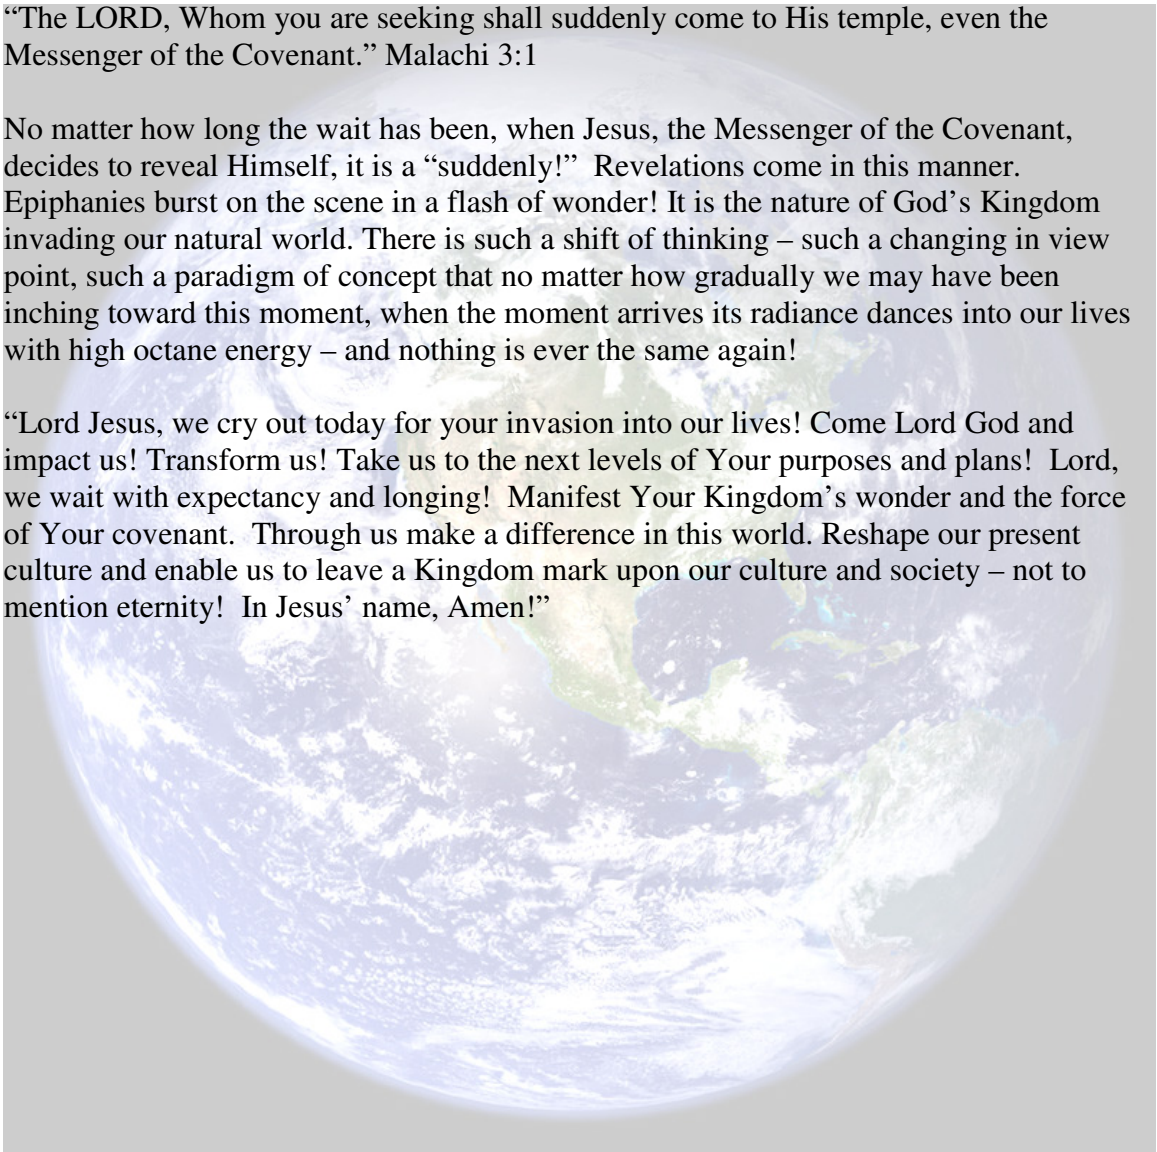 “The LORD, Whom you are seeking shall suddenly come to His temple, even the
Messenger of the Covenant.” Malachi 3:1
No matter how long the wait has been, when Jesus, the Messenger of the Covenant,
decides to reveal Himself, it is a “suddenly!”  Revelations come in this manner.
Epiphanies burst on the scene in a flash of wonder! It is the nature of God’s Kingdom
invading our natural world. There is such a shift of thinking – such a changing in view
point, such a paradigm of concept that no matter how gradually we may have been
inching toward this moment, when the moment arrives its radiance dances into our lives
with high octane energy – and nothing is ever the same again!
“Lord Jesus, we cry out today for your invasion into our lives! Come Lord God and
impact us! Transform us! Take us to the next levels of Your purposes and plans!  Lord,
we wait with expectancy and longing!  Manifest Your Kingdom’s wonder and the force
of Your covenant.  Through us make a difference in this world. Reshape our present
culture and enable us to leave a Kingdom mark upon our culture and society – not to
mention eternity!  In Jesus’ name, Amen!”